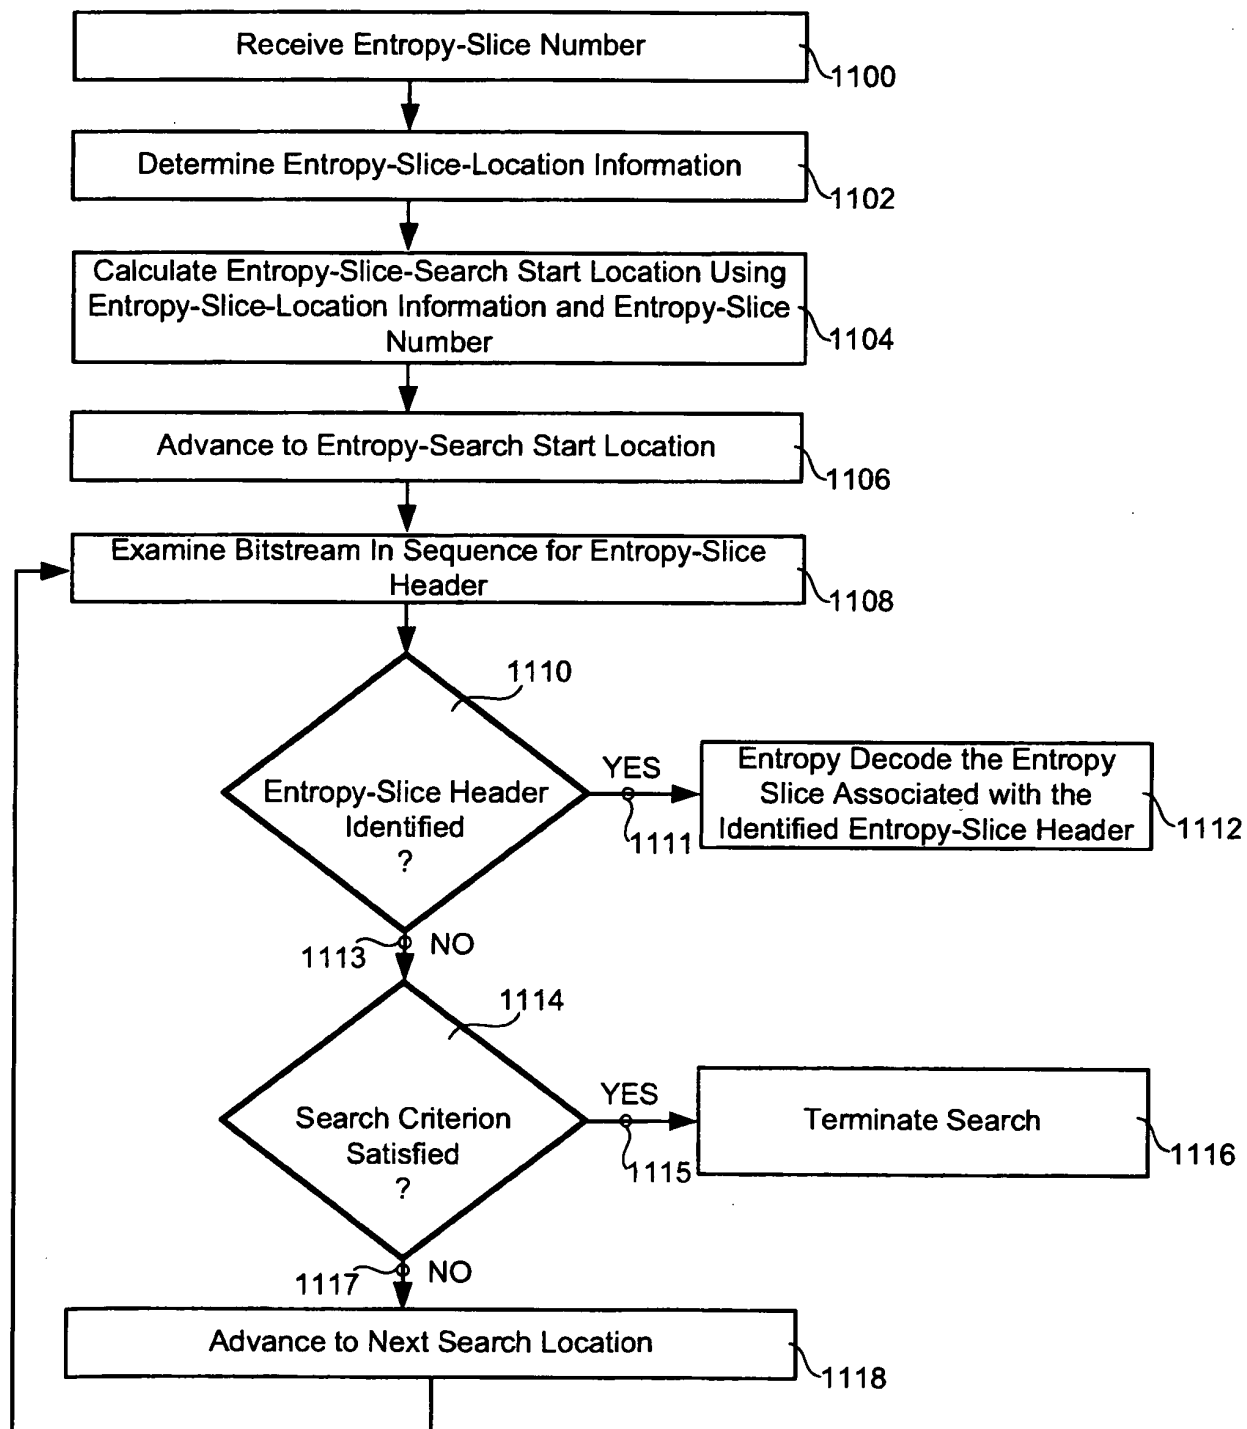 Receive Entropy-Slice Number
1100
Determine Entropy-Slice-Location Information
1102
Calculate Entropy-Slice-Search Start Location Using
Entropy-Slice-Location Information and Entropy-Slice
Number
1104
Advance to Entropy-Search Start Location
1106
Examine Bitstream In Sequence for Entropy-Slice
Header
1108
1110
Entropy-Slice Header
Identified
?
YES
1111
Entropy Decode the Entropy
Slice Associated with the
Identified Entropy-Slice Header
1112
1113
NO
1114
Search Criterion
Satisfied
?
YES
1115
Terminate Search
1116
1117
NO
Advance to Next Search Location
1118